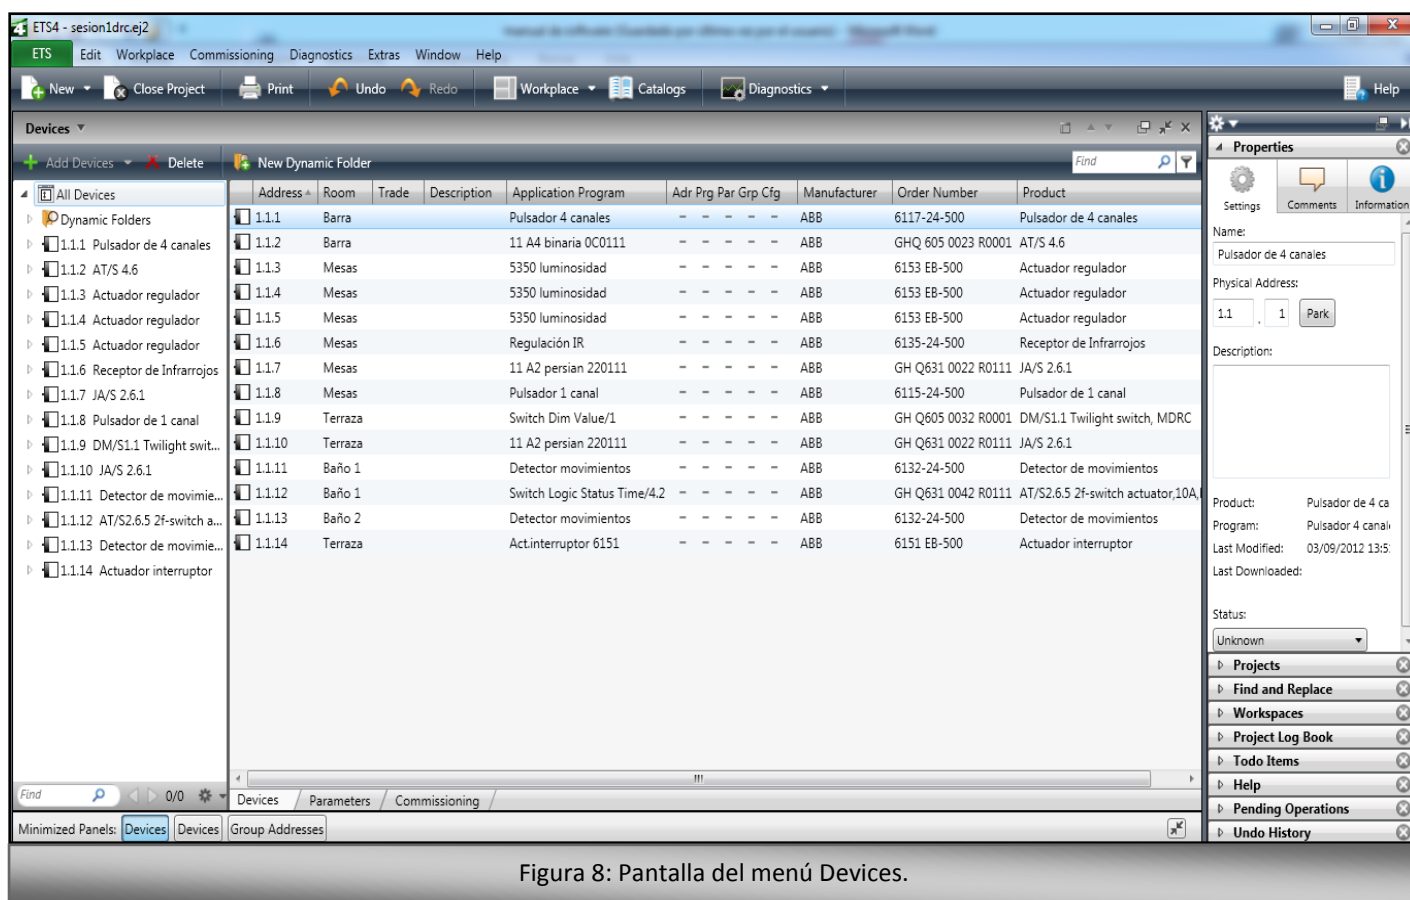 ETS4 - sesion1drc.ej2
ETS Edit Workplace Commissioning Diagnostics Extras Window Help
New Close Project Print Undo Redo Workplace Catalogs Diagnostics Help
Devices
Add Devices Delete New Dynamic Folder Find
All Devices
Dynamic Folders
1.1.1 Pulsador de 4 canales
1.1.2 AT/S 4.6
1.1.3 Actuador regulador
1.1.4 Actuador regulador
1.1.5 Actuador regulador
1.1.6 Receptor de Infrarrojos
1.1.7 JA/S 2.6.1
1.1.8 Pulsador de 1 canal
1.1.9 DM/S1.1 Twilight swit...
1.1.10 JA/S 2.6.1
1.1.11 Detector de movimie...
1.1.12 AT/S2.6.5 2f-switch a...
1.1.13 Detector de movimie...
1.1.14 Actuador interruptor
Find 0/0
Address Room Trade Description Application Program Adr Prg Par Grp Cfg Manufacturer Order Number Product
1.1.1 Barra Pulsador 4 canales – – – – – ABB 6117-24-500 Pulsador de 4 canales
1.1.2 Barra 11 A4 binaria 0C0111 – – – – – ABB GHQ 605 0023 R0001 AT/S 4.6
1.1.3 Mesas 5350 luminosidad – – – – – ABB 6153 EB-500 Actuador regulador
1.1.4 Mesas 5350 luminosidad – – – – – ABB 6153 EB-500 Actuador regulador
1.1.5 Mesas 5350 luminosidad – – – – – ABB 6153 EB-500 Actuador regulador
1.1.6 Mesas Regulación IR – – – – – ABB 6135-24-500 Receptor de Infrarrojos
1.1.7 Mesas 11 A2 persian 220111 – – – – – ABB GH Q631 0022 R0111 JA/S 2.6.1
1.1.8 Mesas Pulsador 1 canal – – – – – ABB 6115-24-500 Pulsador de 1 canal
1.1.9 Terraza Switch Dim Value/1 – – – – – ABB GH Q605 0032 R0001 DM/S1.1 Twilight switch, MDRC
1.1.10 Terraza 11 A2 persian 220111 – – – – – ABB GH Q631 0022 R0111 JA/S 2.6.1
1.1.11 Baño 1 Detector movimientos – – – – – ABB 6132-24-500 Detector de movimientos
1.1.12 Baño 1 Switch Logic Status Time/4.2 – – – – – ABB GH Q631 0042 R0111 AT/S2.6.5 2f-switch actuator,10A,
1.1.13 Baño 2 Detector movimientos – – – – – ABB 6132-24-500 Detector de movimientos
1.1.14 Terraza Act.interruptor 6151 – – – – – ABB 6151 EB-500 Actuador interruptor
Devices Parameters Commissioning
Minimized Panels: Devices Devices Group Addresses
Properties
Settings Comments Information
Name:
Pulsador de 4 canales
Physical Address:
1.1 . 1 Park
Description:
Product: Pulsador de 4 ca
Program: Pulsador 4 canal
Last Modified: 03/09/2012 13:5
Last Downloaded:
Status:
Unknown
Projects
Find and Replace
Workspaces
Project Log Book
Todo Items
Help
Pending Operations
Undo History
Figura 8: Pantalla del menú Devices.